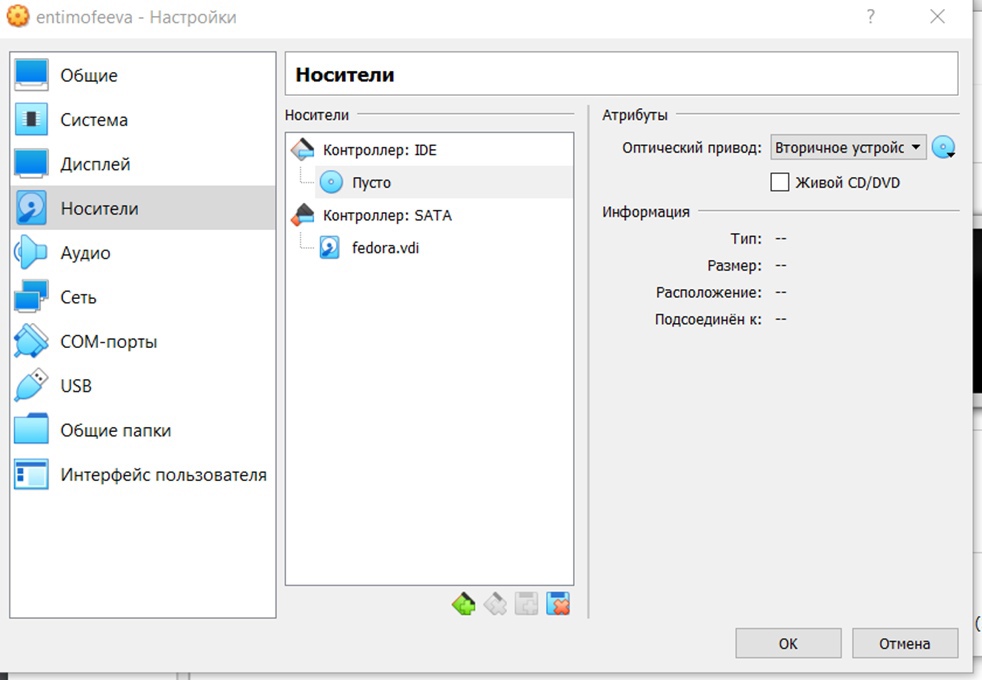 entimofeeva - Настройки
?
Общие
Система
Дисплей
Носители
Аудио
Сеть
COM-порты
USB
Общие папки
Интерфейс пользователя
Носители
Носители
Контроллер: IDE
Пусто
Контроллер: SATA
fedora.vdi
Атрибуты
Оптический привод: Вторичное устройс
Живой CD/DVD
Информация
Тип: --
Размер: --
Расположение: --
Подсоединён к: --
OK
Отмена
(